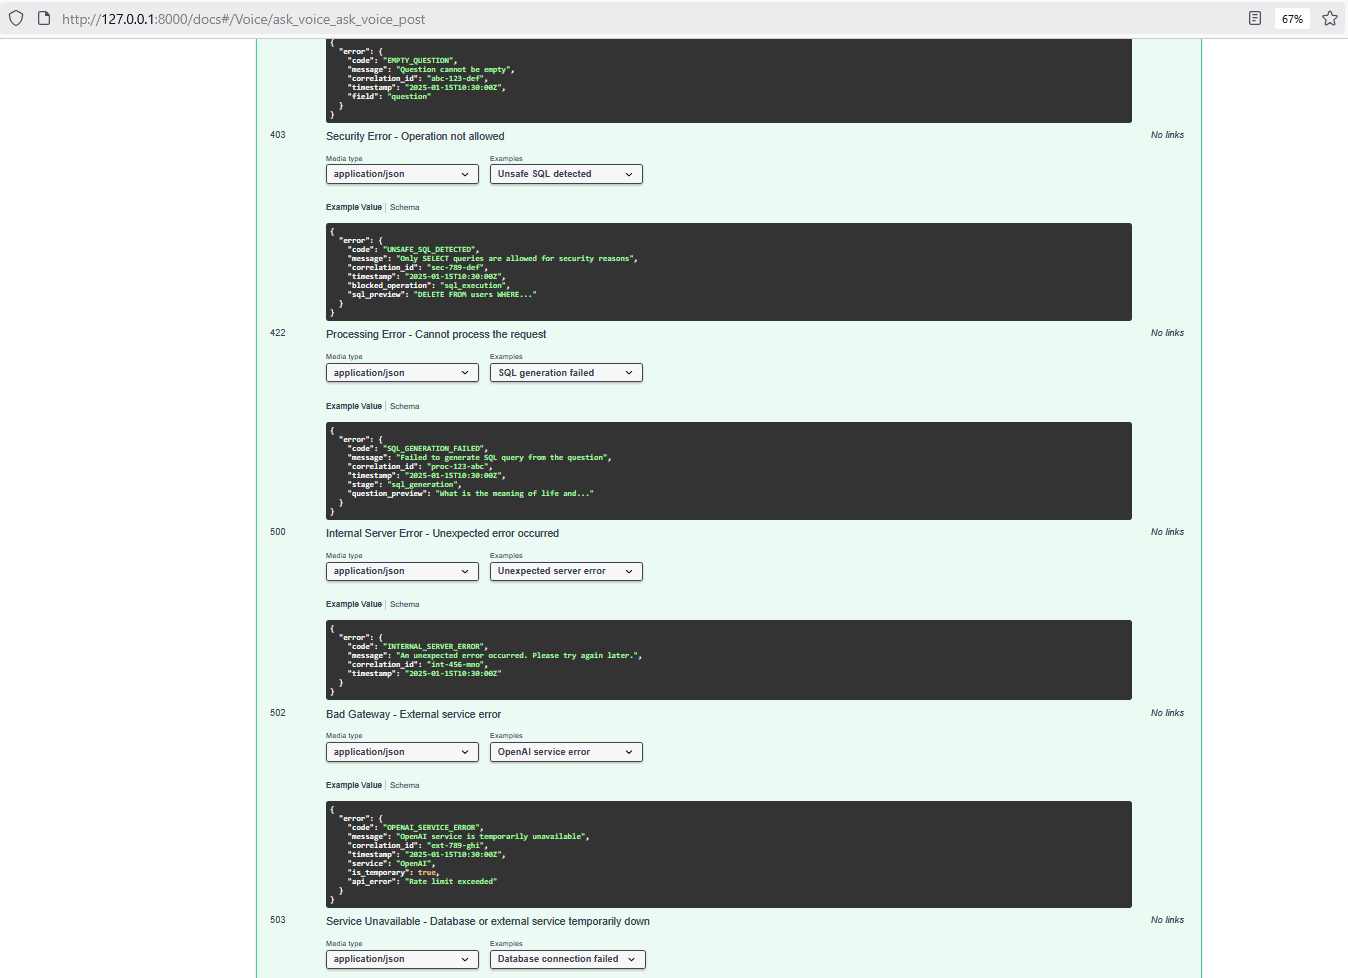 http://127.0.0.1:8000/docs#/Voice/ask_voice_ask_voice_post
67%
{
"error": {
"code": "EMPTY_QUESTION",
"message": "Question cannot be empty",
"correlation_id": "abc-123-def",
"timestamp": "2025-01-15T10:30:00Z",
"field": "question"
}
}
403
Security Error - Operation not allowed
No links
Media type
Examples
application/json
Unsafe SQL detected
Example Value
Schema
{
"error": {
"code": "UNSAFE_SQL_DETECTED",
"message": "Only SELECT queries are allowed for security reasons",
"correlation_id": "sec-789-def",
"timestamp": "2025-01-15T10:30:00Z",
"blocked_operation": "sql_execution",
"sql_preview": "DELETE FROM users WHERE..."
}
}
422
Processing Error - Cannot process the request
No links
Media type
Examples
application/json
SQL generation failed
Example Value
Schema
{
"error": {
"code": "SQL_GENERATION_FAILED",
"message": "Failed to generate SQL query from the question",
"correlation_id": "proc-123-abc",
"timestamp": "2025-01-15T10:30:00Z",
"stage": "sql_generation",
"question_preview": "What is the meaning of life and..."
}
}
500
Internal Server Error - Unexpected error occurred
No links
Media type
Examples
application/json
Unexpected server error
Example Value
Schema
{
"error": {
"code": "INTERNAL_SERVER_ERROR",
"message": "An unexpected error occurred. Please try again later.",
"correlation_id": "int-456-mno",
"timestamp": "2025-01-15T10:30:00Z"
}
}
502
Bad Gateway - External service error
No links
Media type
Examples
application/json
OpenAI service error
Example Value
Schema
{
"error": {
"code": "OPENAI_SERVICE_ERROR",
"message": "OpenAI service is temporarily unavailable",
"correlation_id": "ext-789-ghi",
"timestamp": "2025-01-15T10:30:00Z",
"service": "OpenAI",
"is_temporary": true,
"api_error": "Rate limit exceeded"
}
}
503
Service Unavailable - Database or external service temporarily down
No links
Media type
Examples
application/json
Database connection failed